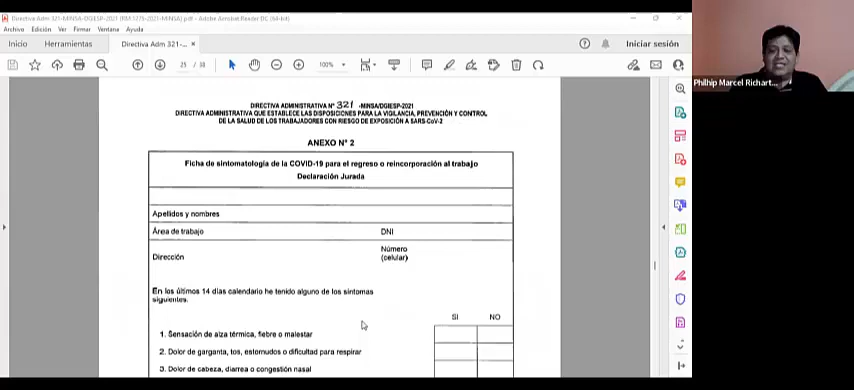 Directiva Adm 321-MINSA-DGIESP-2021 (RM 1275-2021-MINSA).pdf - Adobe Acrobat Reader DC (64-bit)
Archivo Edición Ver Firmar Ventana Ayuda
Inicio Herramientas Directiva Adm 321-... × Iniciar sesión
25 / 38 100%
Philhip Marcel Richart...
DIRECTIVA ADMINISTRATIVA N° 321 -MINSA/DGIESP-2021
DIRECTIVA ADMINISTRATIVA QUE ESTABLECE LAS DISPOSICIONES PARA LA VIGILANCIA, PREVENCIÓN Y CONTROL
DE LA SALUD DE LOS TRABAJADORES CON RIESGO DE EXPOSICIÓN A SARS-CoV-2
ANEXO N° 2
Ficha de sintomatología de la COVID-19 para el regreso o reincorporación al trabajo
Declaración Jurada
Apellidos y nombres
Área de trabajo DNI
Dirección Número
(celular)
En los últimos 14 días calendario he tenido alguno de los síntomas
siguientes.
SI NO
1. Sensación de alza térmica, fiebre o malestar
2. Dolor de garganta, tos, estornudos o dificultad para respirar
3. Dolor de cabeza, diarrea o congestión nasal